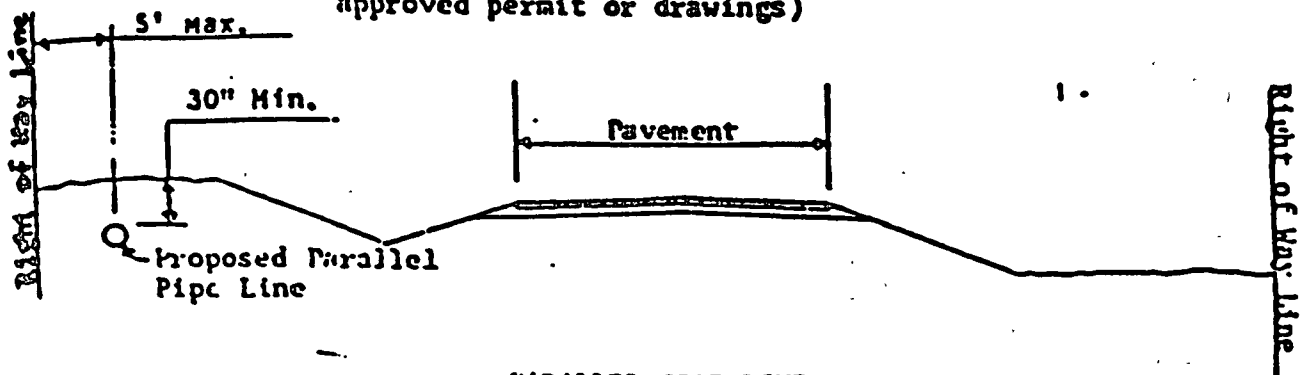 approved permit or drawings)
5' Max.
30" Min.
1.
Pavement
Right of Way Line
Right of Way Line
Proposed Parallel
Pipe Line